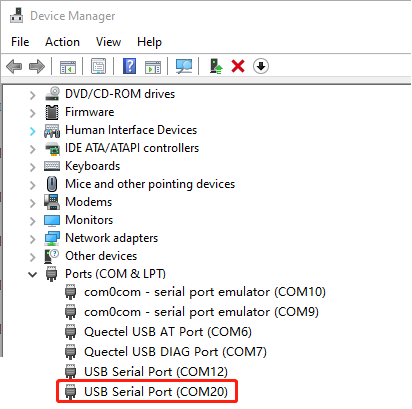 Device Manager
File Action View Help
DVD/CD-ROM drives
Firmware
Human Interface Devices
IDE ATA/ATAPI controllers
Keyboards
Mice and other pointing devices
Modems
Monitors
Network adapters
Other devices
Ports (COM & LPT)
com0com - serial port emulator (COM10)
com0com - serial port emulator (COM9)
Quectel USB AT Port (COM6)
Quectel USB DIAG Port (COM7)
USB Serial Port (COM12)
USB Serial Port (COM20)